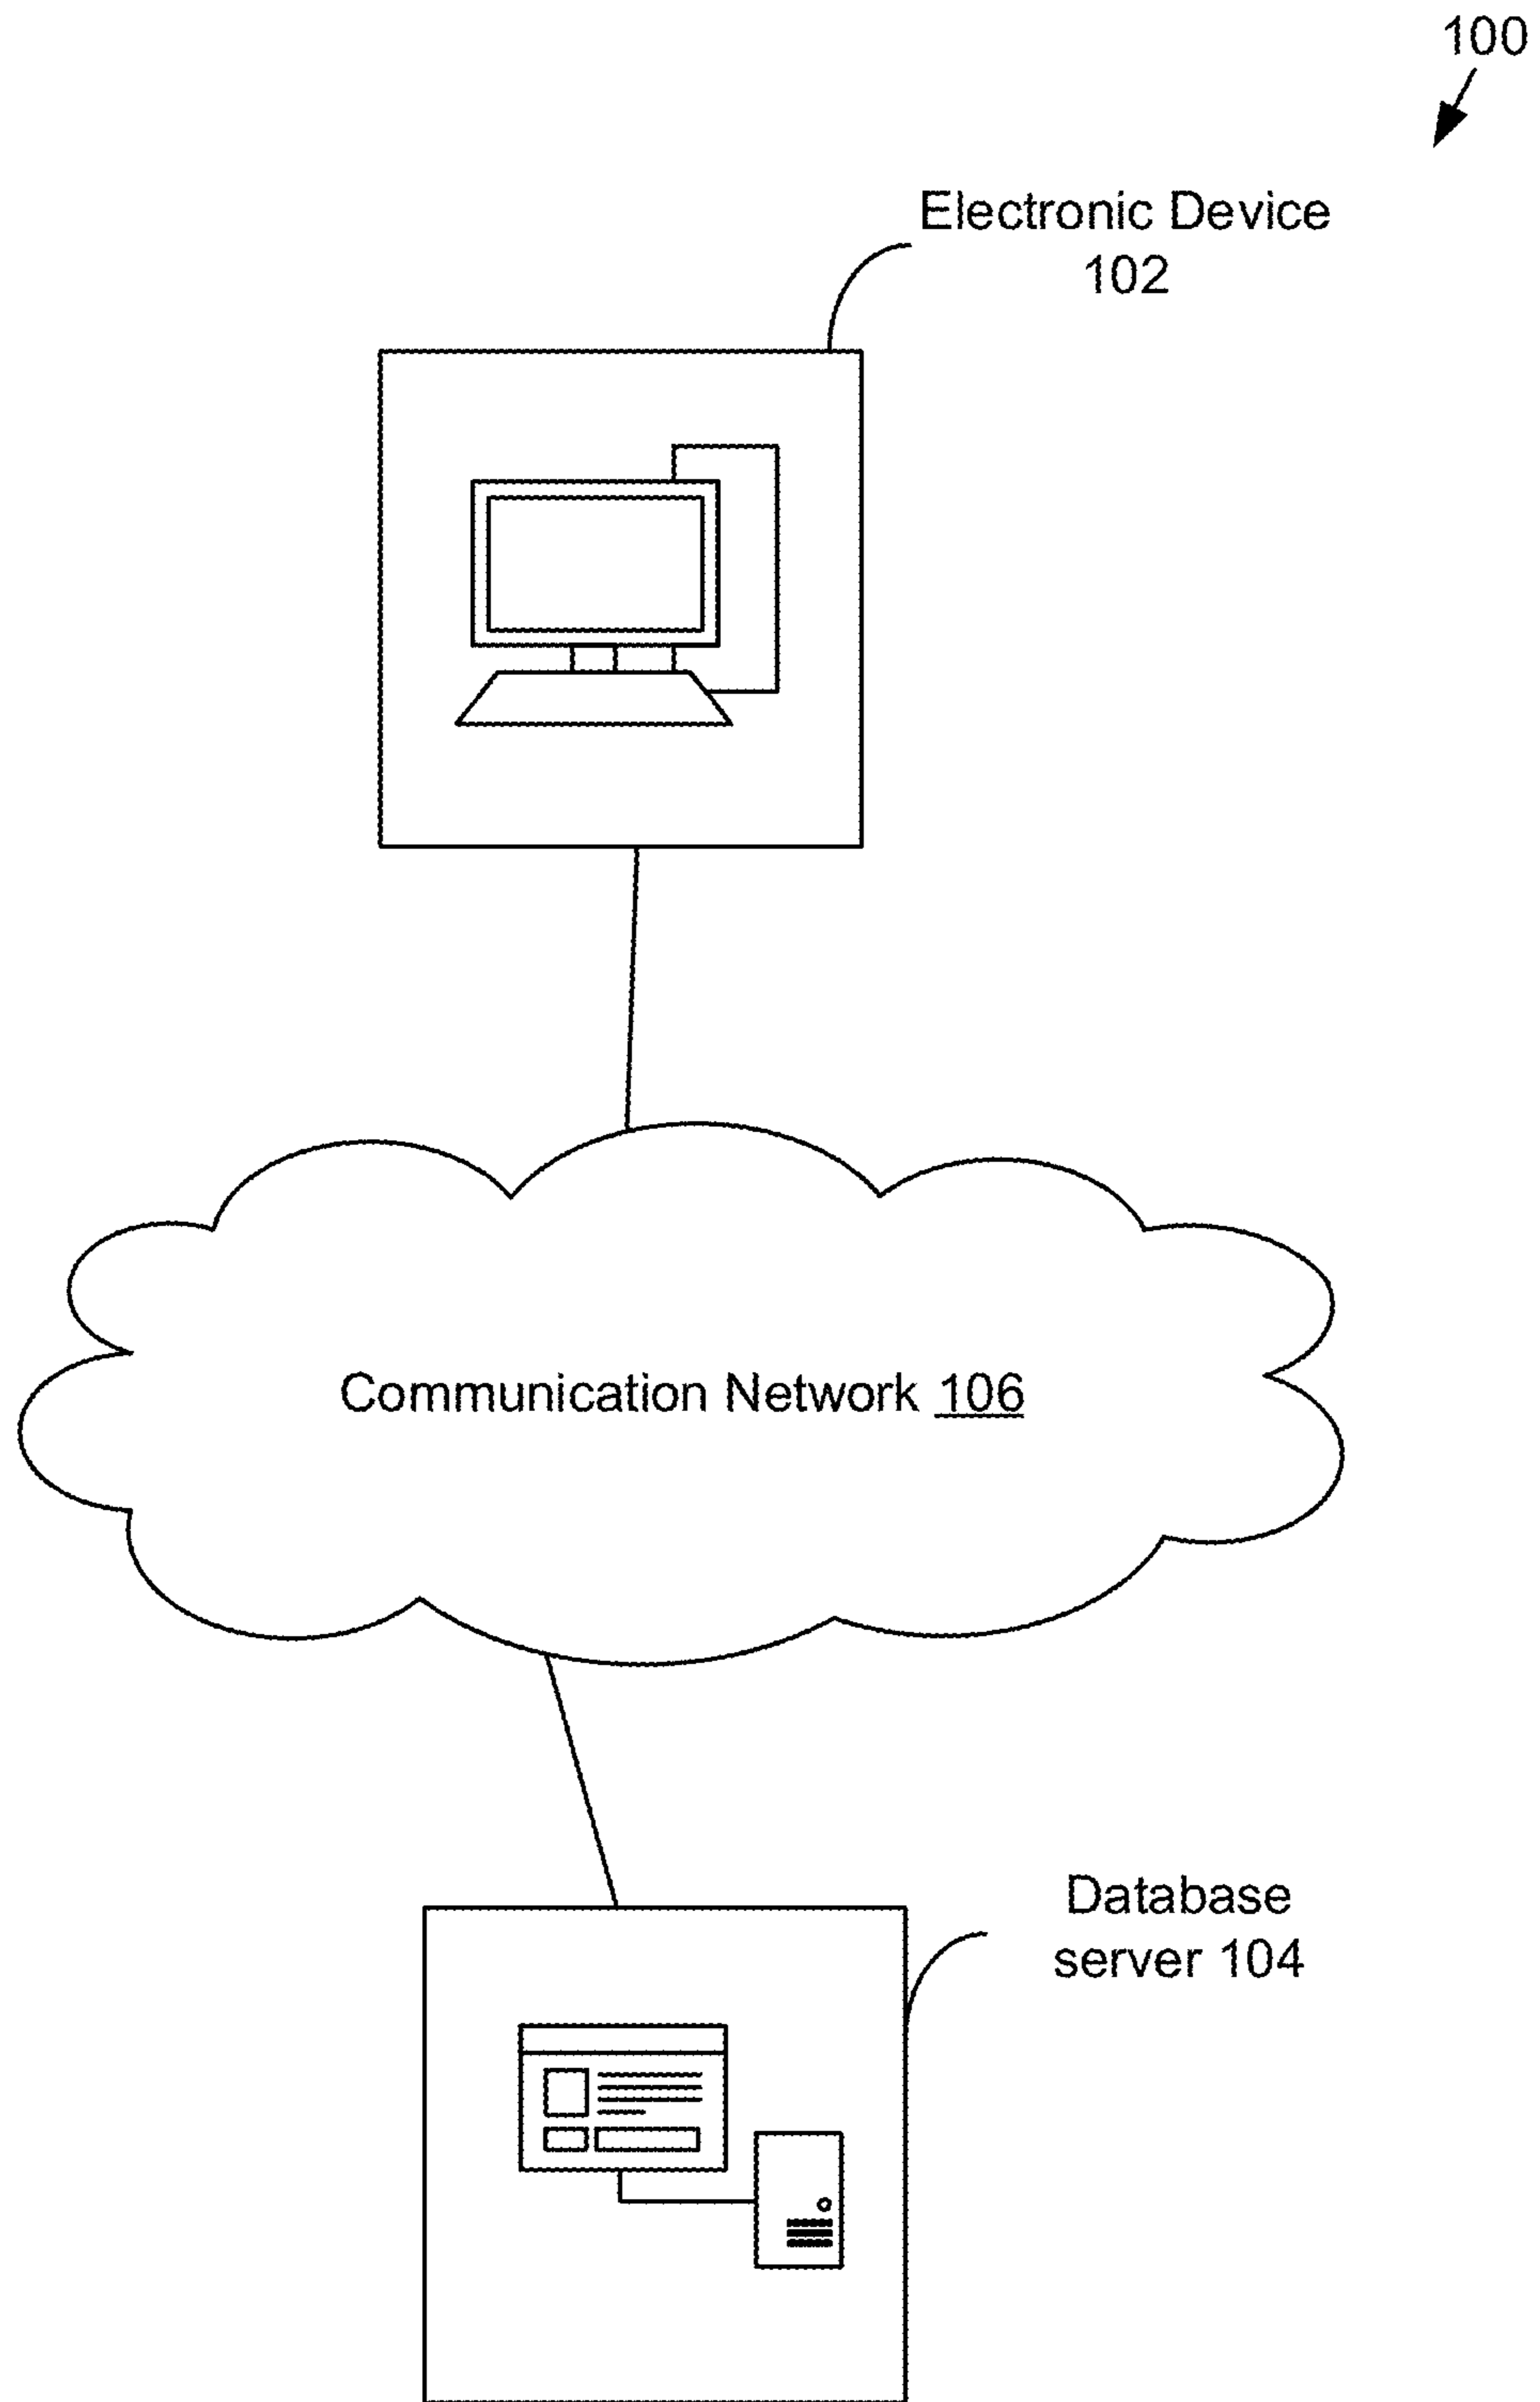 100
Electronic Device
102
Communication Network 106
Database
server 104